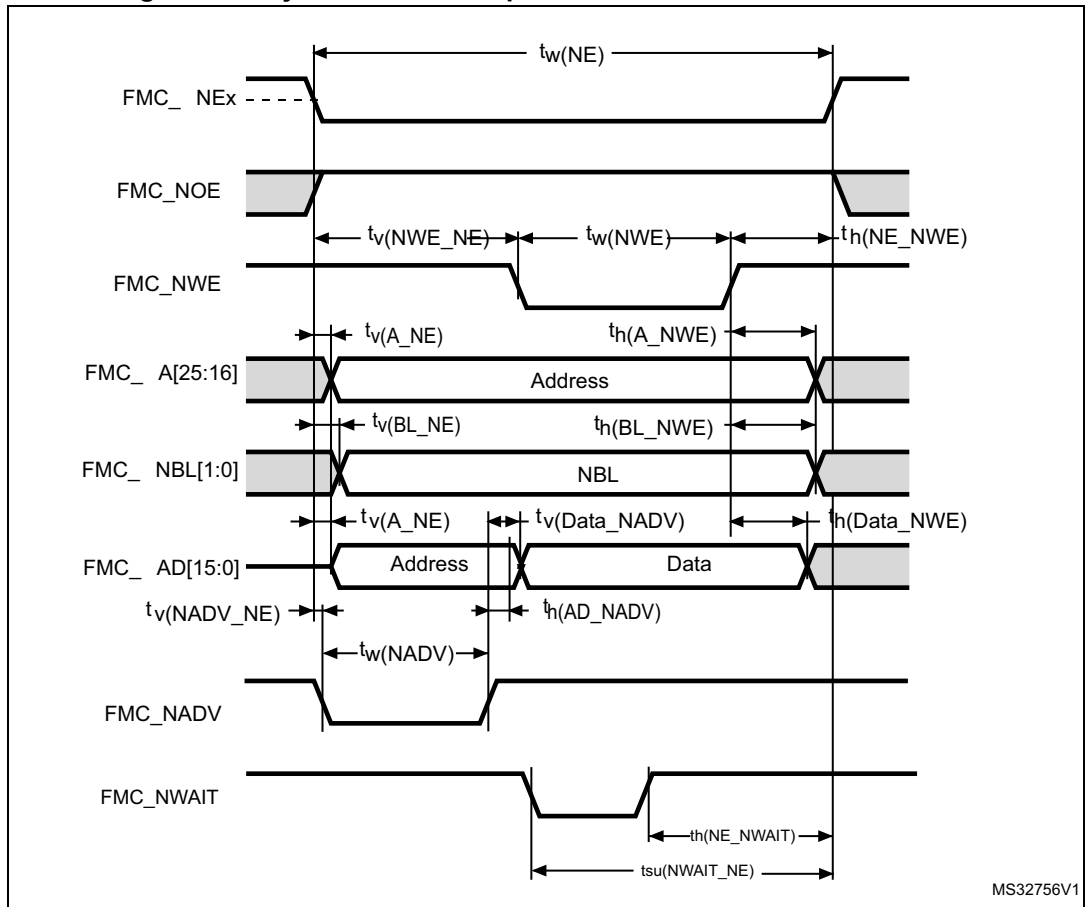 tw(NE)
FMC_ NEx
FMC_NOE
tv(NWE_NE) tw(NWE) th(NE_NWE)
FMC_NWE
tv(A_NE) th(A_NWE)
FMC_ A[25:16] Address
tv(BL_NE) th(BL_NWE)
FMC_ NBL[1:0] NBL
tv(A_NE) tv(Data_NADV) th(Data_NWE)
FMC_ AD[15:0] Address Data
tv(NADV_NE) th(AD_NADV)
tw(NADV)
FMC_NADV
FMC_NWAIT
th(NE_NWAIT)
tsu(NWAIT_NE)
MS32756V1